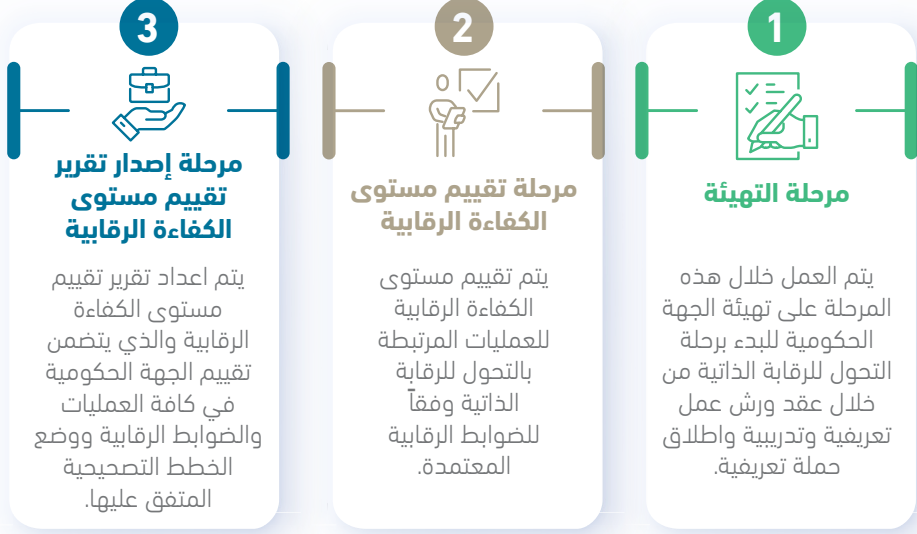 1
مرحلة التهيئة
يتم العمل خلال هذه
المرحلة على تهيئة الجهة
الحكومية للبدء برحلة
التحول للرقابة الذاتية من
خلال عقد ورش عمل
تعريفية وتدريبية واطلاق
حملة تعريفية.
2
مرحلة تقييم مستوى
الكفاءة الرقابية
يتم تقييم مستوى
الكفاءة الرقابية
للعمليات المرتبطة
بالتحول للرقابة
الذاتية وفقاً
للضوابط الرقابية
المعتمدة.
3
مرحلة إصدار تقرير
تقييم مستوى
الكفاءة الرقابية
يتم اعداد تقرير تقييم
مستوى الكفاءة
الرقابية والذي يتضمن
تقييم الجهة الحكومية
في كافة العمليات
والضوابط الرقابية ووضع
الخطط التصحيحية
المتفق عليها.